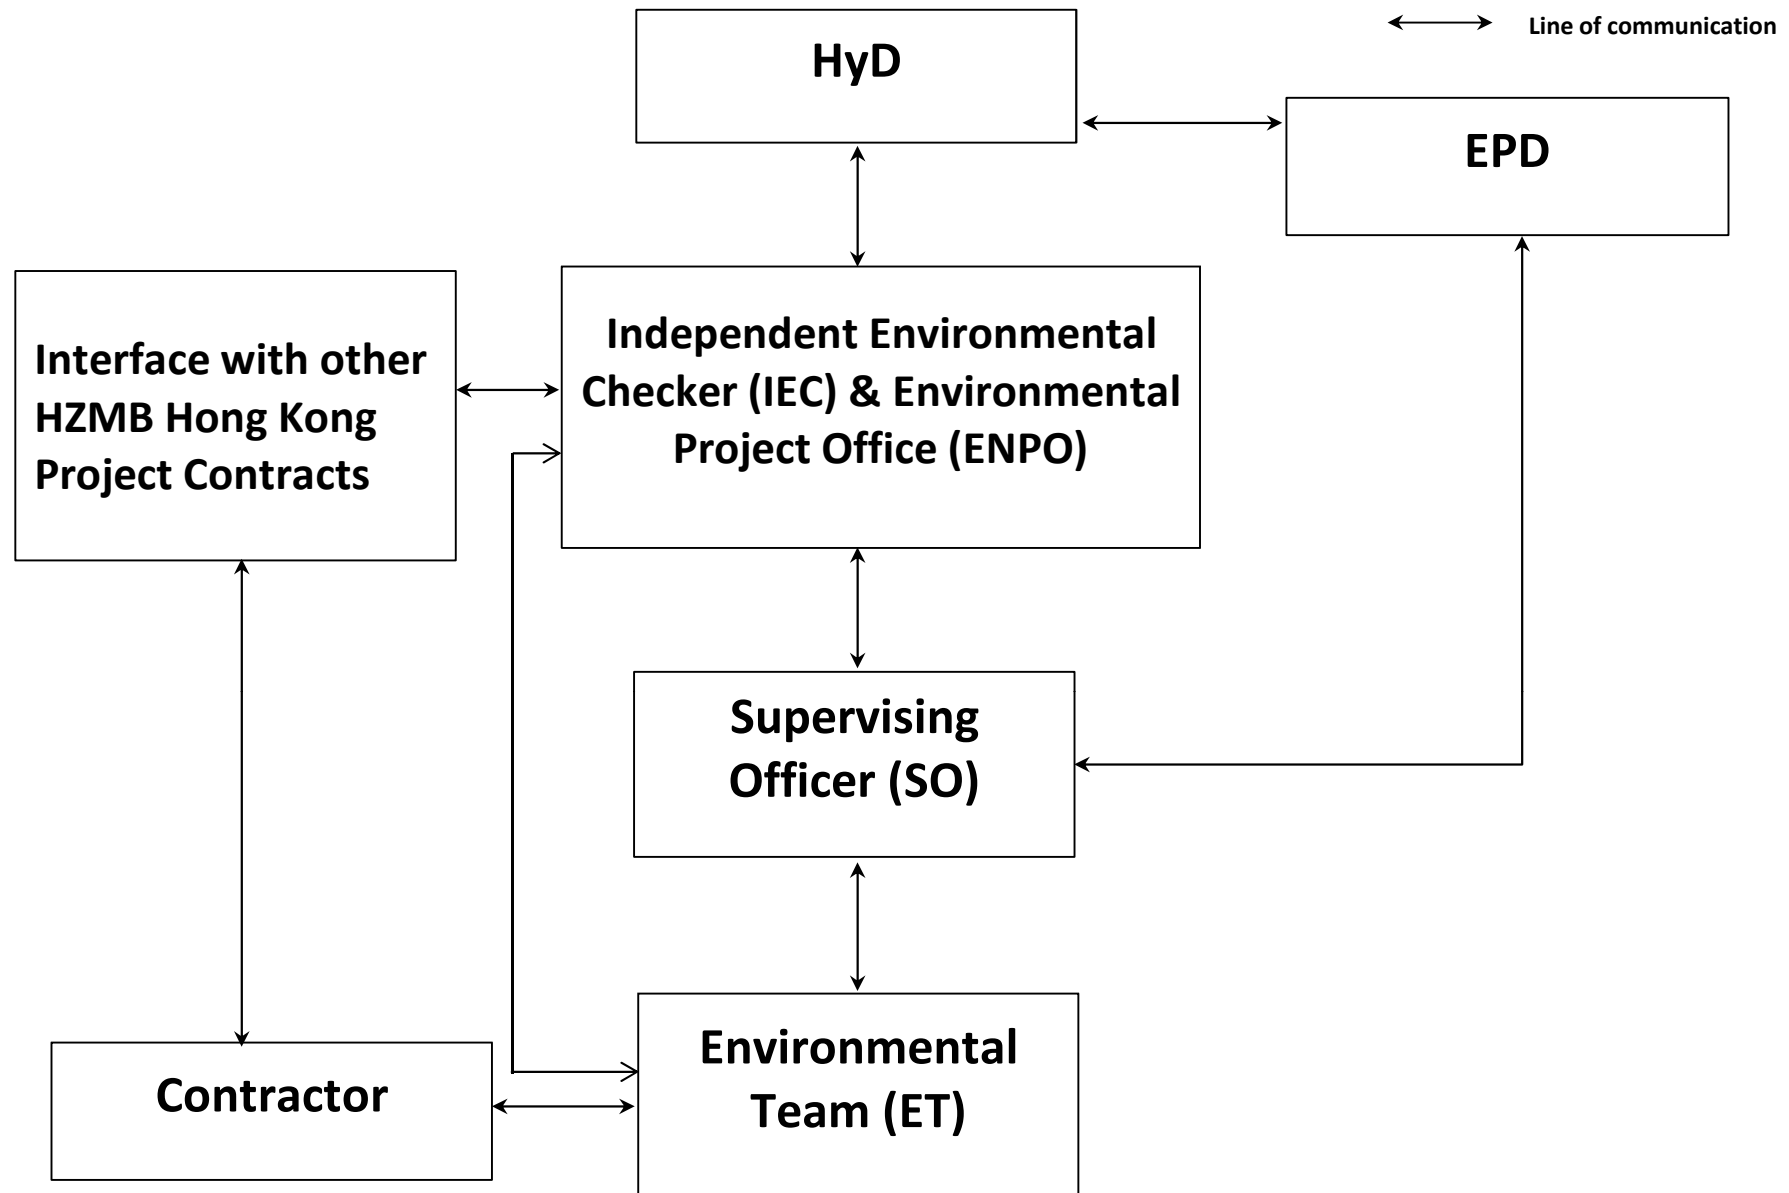 HyD
Line of communication
EPD
Interface with other
HZMB Hong Kong
Project Contracts
Independent Environmental
Checker (IEC) & Environmental
Project Office (ENPO)
Supervising
Officer (SO)
Contractor
Environmental
Team (ET)